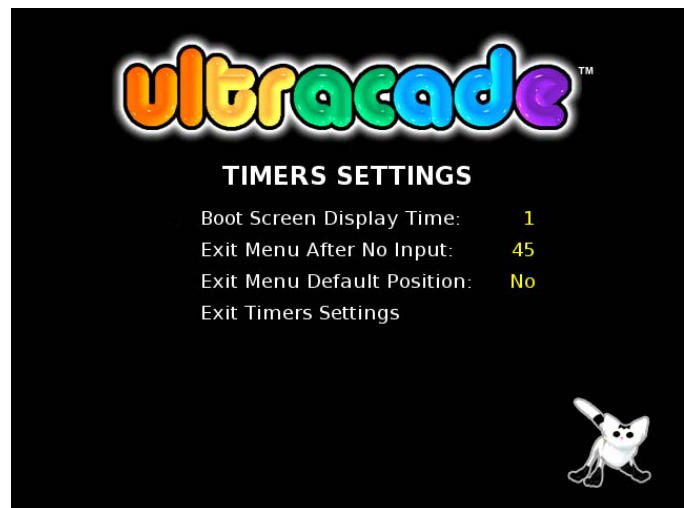 ultracade™
TIMERS SETTINGS
Boot Screen Display Time: 1
Exit Menu After No Input: 45
Exit Menu Default Position: No
Exit Timers Settings